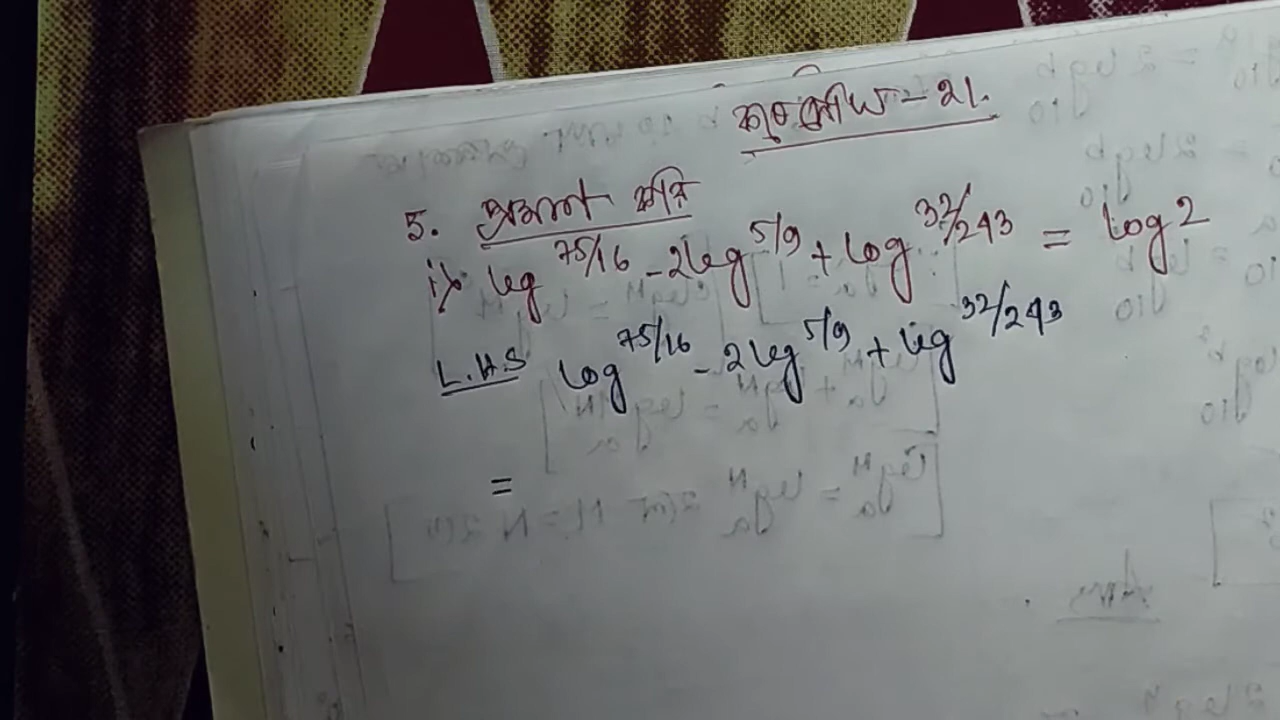 কষে দেখি – 21.
5. প্রমাণ করি
i) log 75/16 - 2log 5/9 + log 32/243 = log 2
L.H.S log 75/16 - 2log 5/9 + log 32/243
=